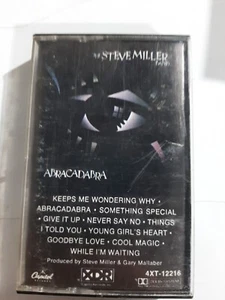 THE STEVE MILLER
BAND
ABRACADABRA
KEEPS ME WONDERING WHY •
ABRACADABRA • SOMETHING SPECIAL
• GIVE IT UP • NEVER SAY NO • THINGS
I TOLD YOU • YOUNG GIRL'S HEART •
GOODBYE LOVE • COOL MAGIC •
WHILE I'M WAITING
Produced by Steve Miller & Gary Mallaber
4XT-12216
Capitol
XDR